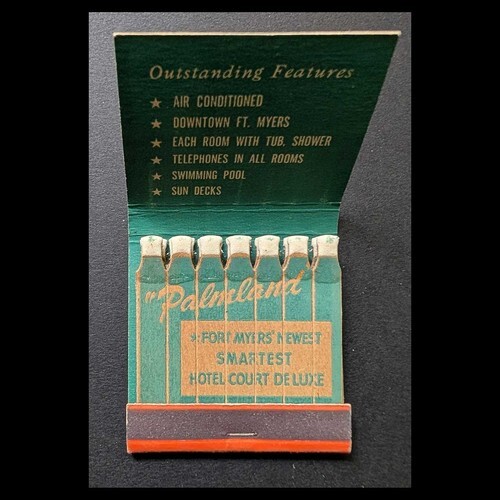 Outstanding Features
★ AIR CONDITIONED
★ DOWNTOWN FT. MYERS
★ EACH ROOM WITH TUB, SHOWER
★ TELEPHONES IN ALL ROOMS
★ SWIMMING POOL
★ SUN DECKS
"Palmland"
★ FORT MYERS' NEWEST
SMARTEST
HOTEL COURT DE LUXE